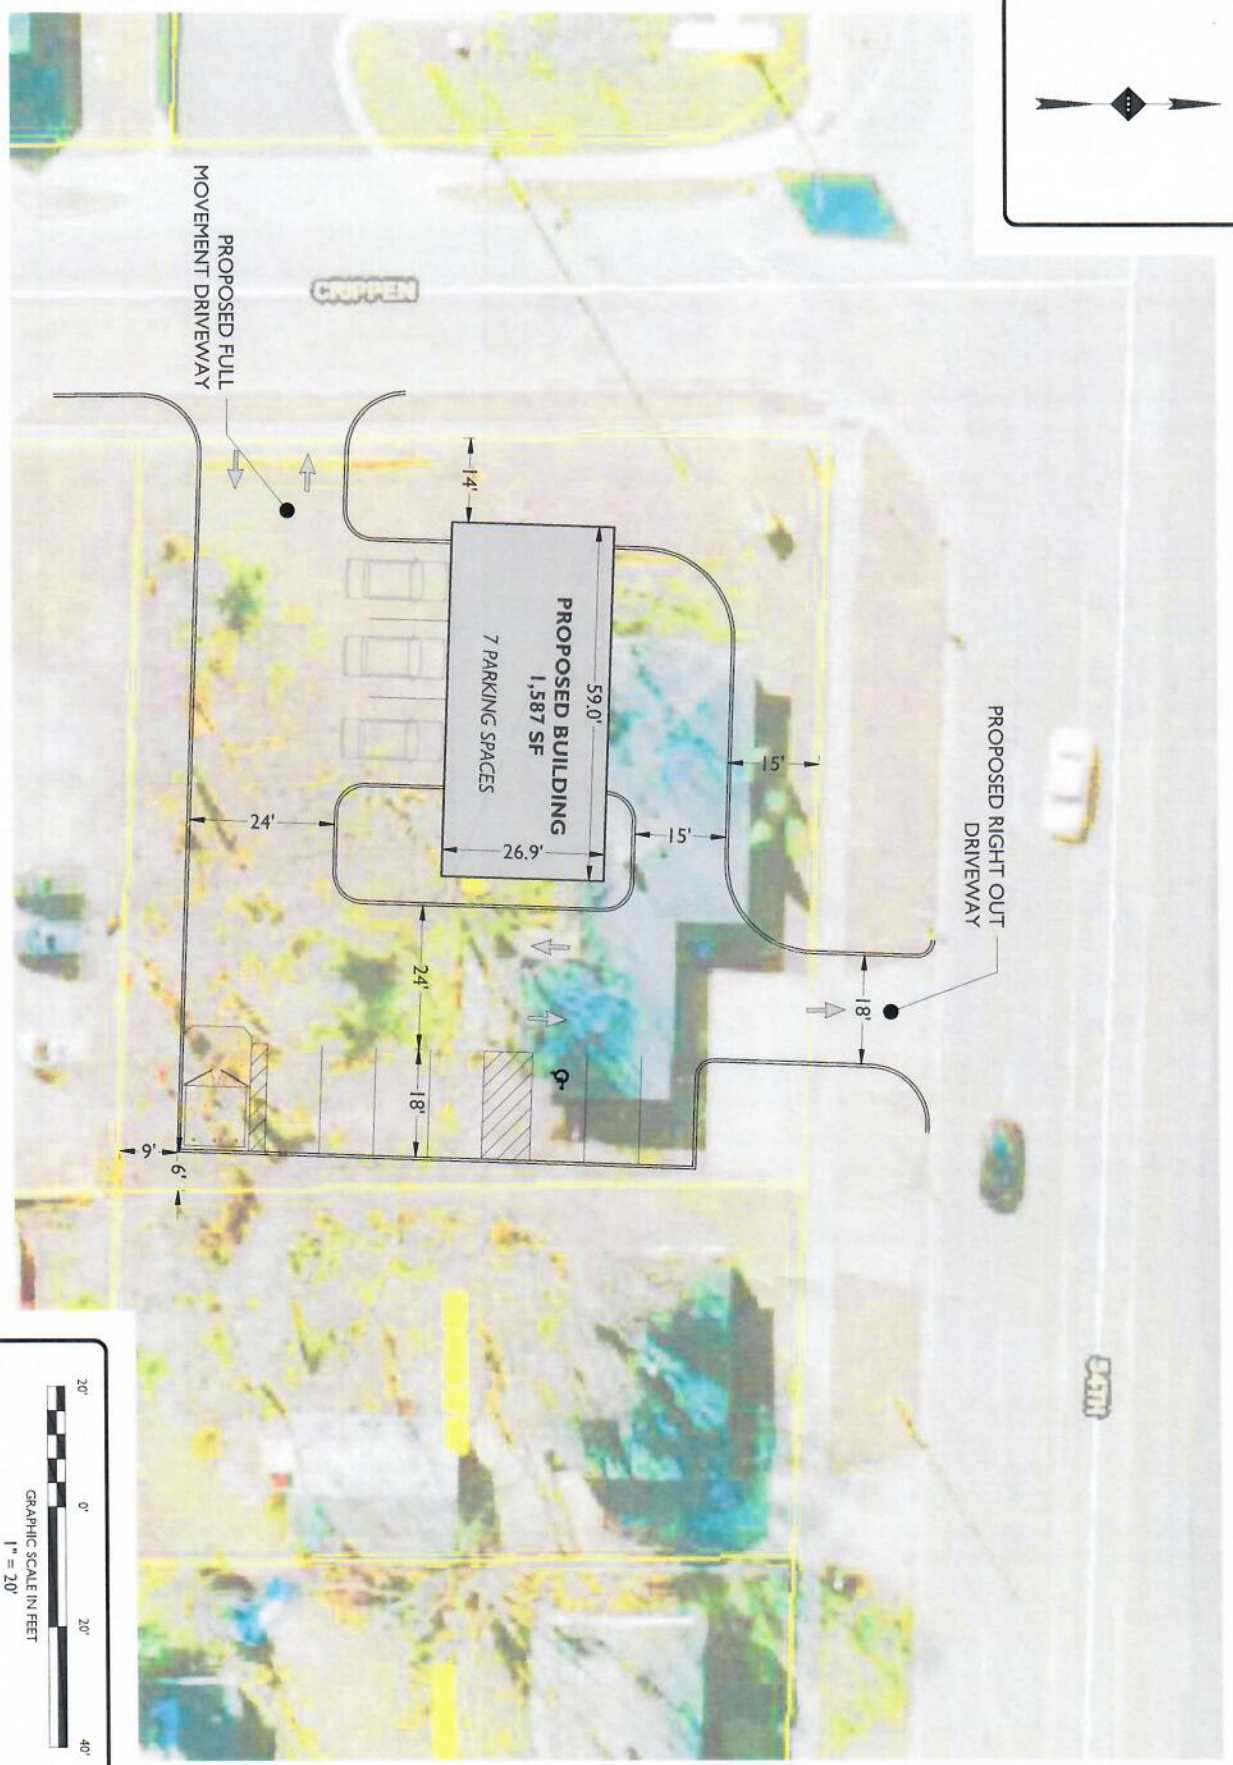 CRIPPEN
PROPOSED FULL
MOVEMENT DRIVEWAY
14'
59.0'
PROPOSED BUILDING
1,587 SF
7 PARKING SPACES
26.9'
15'
15'
24'
24'
18'
18'
9'
6'
PROPOSED RIGHT OUT
DRIVEWAY
54TH
20'
0'
20'
40'
GRAPHIC SCALE IN FEET
1" = 20'